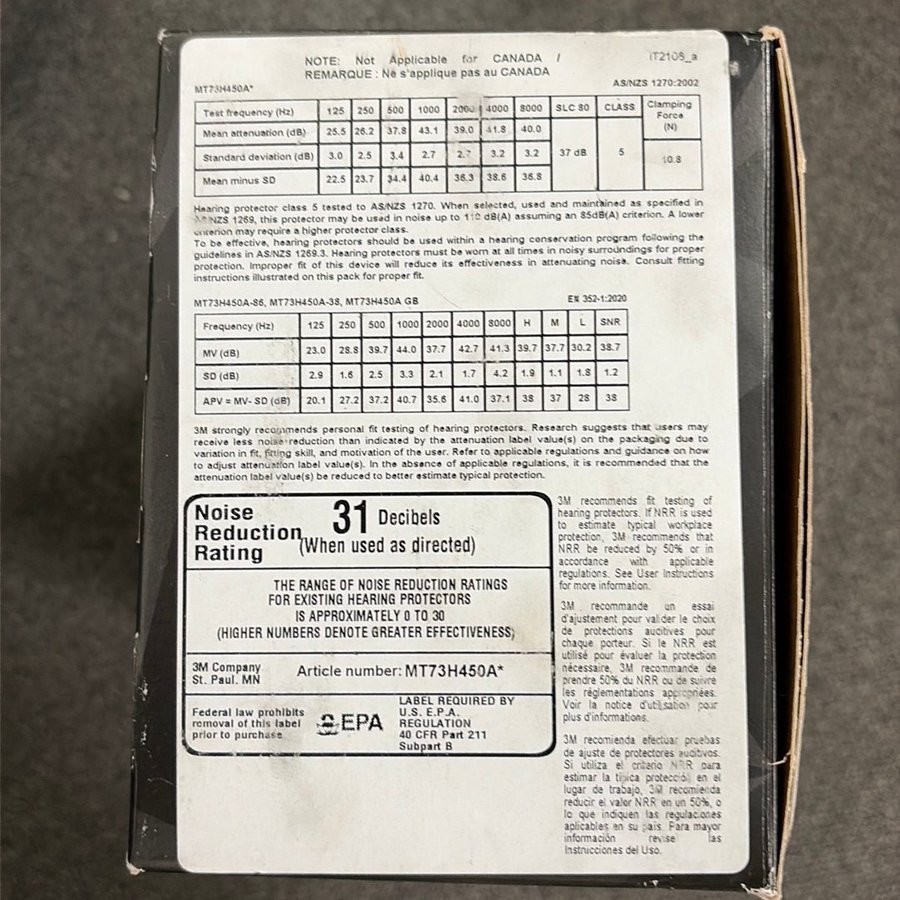 NOTE: Not Applicable for CANADA /
REMARQUE : Ne s'applique pas au CANADA
IT2105_a
MT73H450A*
AS/NZS 1270:2002
Test frequency (Hz) 125 250 500 1000 2000 4000 8000 SLC 80 CLASS Clamping Force (N)
Mean attenuation (dB) 25.5 26.2 37.8 43.1 39.0 41.8 40.0
Standard deviation (dB) 3.0 2.5 3.4 2.7 2.7 3.2 3.2 37 dB 5 10.8
Mean minus SD 22.5 23.7 34.4 40.4 36.3 38.6 36.8
Hearing protector class 5 tested to AS/NZS 1270. When selected, used and maintained as specified in
AS/NZS 1269, this protector may be used in noise up to 110 dB(A) assuming an 85dB(A) criterion. A lower
criterion may require a higher protector class.
To be effective, hearing protectors should be used within a hearing conservation program following the
guidelines in AS/NZS 1269.3. Hearing protectors must be worn at all times in noisy surroundings for proper
protection. Improper fit of this device will reduce its effectiveness in attenuating noise. Consult fitting
instructions illustrated on this pack for proper fit.
MT73H450A-86, MT73H450A-38, MT73H450A GB
EN 352-1:2020
Frequency (Hz) 125 250 500 1000 2000 4000 8000 H M L SNR
MV (dB) 23.0 28.8 39.7 44.0 37.7 42.7 41.3 39.7 37.7 30.2 38.7
SD (dB) 2.9 1.6 2.5 3.3 2.1 1.7 4.2 1.9 1.1 1.8 1.2
APV = MV- SD (dB) 20.1 27.2 37.2 40.7 35.6 41.0 37.1 38 37 28 38
3M strongly recommends personal fit testing of hearing protectors. Research suggests that users may
receive less noise reduction than indicated by the attenuation label value(s) on the packaging due to
variation in fit, fitting skill, and motivation of the user. Refer to applicable regulations and guidance on how
to adjust attenuation label value(s). In the absence of applicable regulations, it is recommended that the
attenuation label value(s) be reduced to better estimate typical protection.
Noise
Reduction
Rating
31 Decibels
(When used as directed)
THE RANGE OF NOISE REDUCTION RATINGS
FOR EXISTING HEARING PROTECTORS
IS APPROXIMATELY 0 TO 30
(HIGHER NUMBERS DENOTE GREATER EFFECTIVENESS)
3M Company
St. Paul. MN
Article number: MT73H450A*
Federal law prohibits
removal of this label
prior to purchase
EPA
LABEL REQUIRED BY
U.S. E.P.A.
REGULATION
40 CFR Part 211
Subpart B
3M recommends fit testing of
hearing protectors. If NRR is used
to estimate typical workplace
protection, 3M recommends that
NRR be reduced by 50% or in
accordance with applicable
regulations. See User Instructions
for more information.
3M recommande un essai
d'ajustement pour valider le choix
de protections auditives pour
chaque porteur. Si le NRR est
utilisé pour évaluer la protection
nécessaire, 3M recommande de
prendre 50% du NRR ou de suivre
les réglementations appropriées.
Voir la notice d'utilisation pour
plus d'informations.
3M recomienda efectuar pruebas
de ajuste de protectores auditivos.
Si utiliza el criterio NRR para
estimar la típica protección en el
lugar de trabajo, 3M recomienda
reducir el valor NRR en un 50%, o
lo que indiquen las regulaciones
aplicables en su país. Para mayor
información revise las
Instrucciones del Uso.